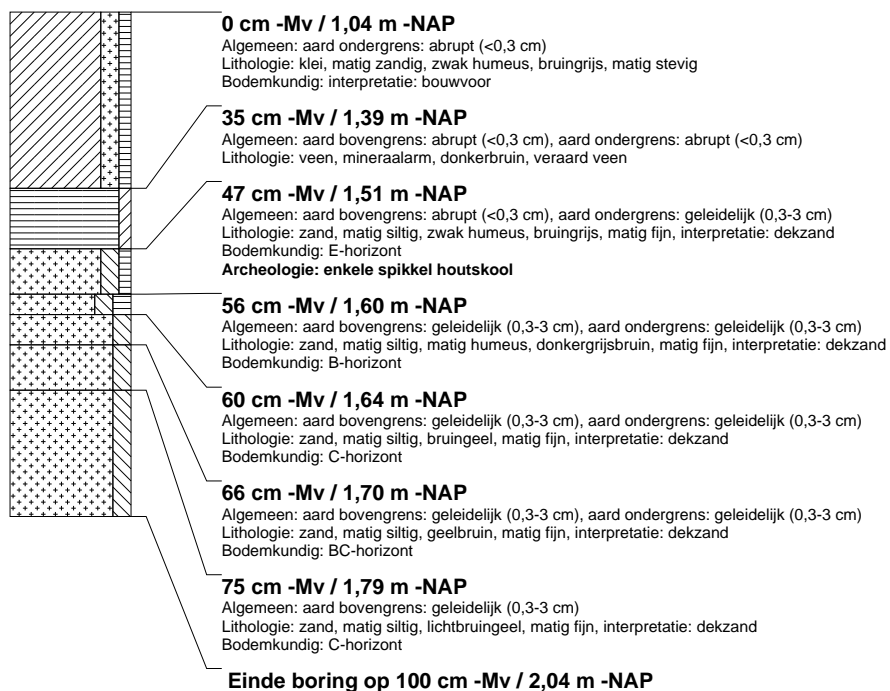 0 cm -Mv / 1,04 m -NAP
Algemeen: aard ondergrens: abrupt (<0,3 cm)
Lithologie: klei, matig zandig, zwak humeus, bruingrijs, matig stevig
Bodemkundig: interpretatie: bouwvoor
35 cm -Mv / 1,39 m -NAP
Algemeen: aard bovengrens: abrupt (<0,3 cm), aard ondergrens: abrupt (<0,3 cm)
Lithologie: veen, mineraalarm, donkerbruin, veraard veen
47 cm -Mv / 1,51 m -NAP
Algemeen: aard bovengrens: abrupt (<0,3 cm), aard ondergrens: geleidelijk (0,3-3 cm)
Lithologie: zand, matig siltig, zwak humeus, bruingrijs, matig fijn, interpretatie: dekzand
Bodemkundig: E-horizont
Archeologie: enkele spikkel houtskool
56 cm -Mv / 1,60 m -NAP
Algemeen: aard bovengrens: geleidelijk (0,3-3 cm), aard ondergrens: geleidelijk (0,3-3 cm)
Lithologie: zand, matig siltig, matig humeus, donkergrijsbruin, matig fijn, interpretatie: dekzand
Bodemkundig: B-horizont
60 cm -Mv / 1,64 m -NAP
Algemeen: aard bovengrens: geleidelijk (0,3-3 cm), aard ondergrens: geleidelijk (0,3-3 cm)
Lithologie: zand, matig siltig, bruingeel, matig fijn, interpretatie: dekzand
Bodemkundig: C-horizont
66 cm -Mv / 1,70 m -NAP
Algemeen: aard bovengrens: geleidelijk (0,3-3 cm), aard ondergrens: geleidelijk (0,3-3 cm)
Lithologie: zand, matig siltig, geelbruin, matig fijn, interpretatie: dekzand
Bodemkundig: BC-horizont
75 cm -Mv / 1,79 m -NAP
Algemeen: aard bovengrens: geleidelijk (0,3-3 cm)
Lithologie: zand, matig siltig, lichtbruingeel, matig fijn, interpretatie: dekzand
Bodemkundig: C-horizont
Einde boring op 100 cm -Mv / 2,04 m -NAP